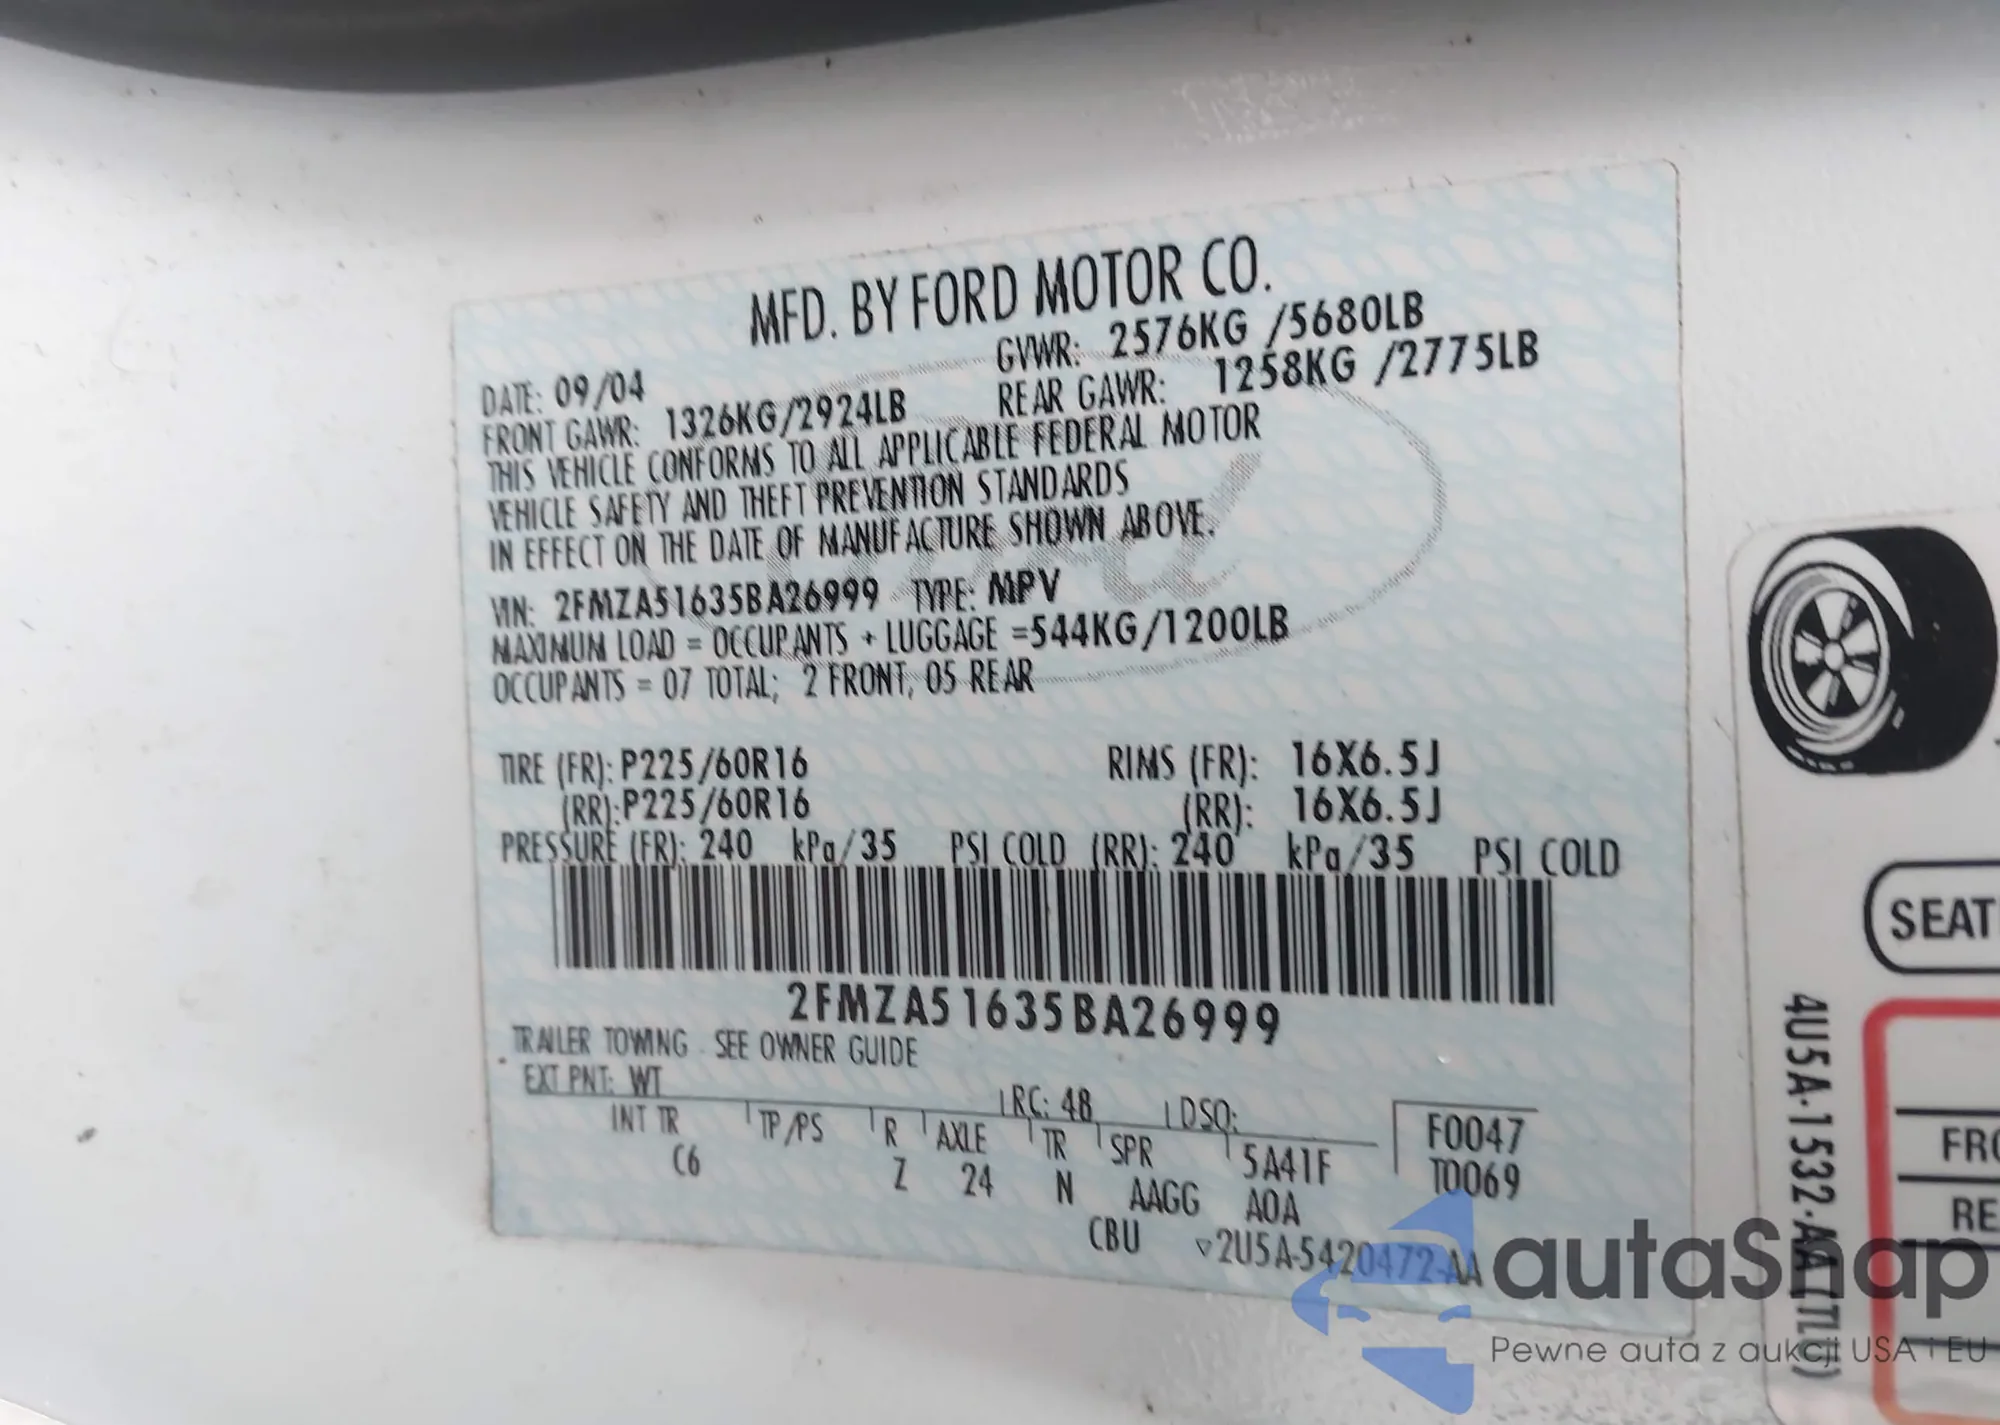 MFD. BY FORD MOTOR CO.
DATE: 09/04 GVWR: 2576KG /5680LB
FRONT GAWR: 1326KG/2924LB REAR GAWR: 1258KG /2775LB
THIS VEHICLE CONFORMS TO ALL APPLICABLE FEDERAL MOTOR
VEHICLE SAFETY AND THEFT PREVENTION STANDARDS
IN EFFECT ON THE DATE OF MANUFACTURE SHOWN ABOVE.
VIN: 2FMZA51635BA26999 TYPE: MPV
MAXIMUM LOAD = OCCUPANTS + LUGGAGE =544KG/1200LB
OCCUPANTS = 07 TOTAL; 2 FRONT, 05 REAR
TIRE (FR): P225/60R16 RIMS (FR): 16X6.5J
(RR): P225/60R16 (RR): 16X6.5J
PRESSURE (FR): 240 kPa/35 PSI COLD (RR): 240 kPa/35 PSI COLD
2FMZA51635BA26999
TRAILER TOWING - SEE OWNER GUIDE
EXT PNT: WT RC: 48 DSO: F0047
INT TR TP/PS R AXLE TR SPR 5A41F T0069
C6 Z 24 N AAGG A0A
CBU ▽2U5A-5420472-AA
SEAT
FRO
RE
4U5A-1532-AA (TLU)
autaSnap
Pewne auta z aukcji USA i EU